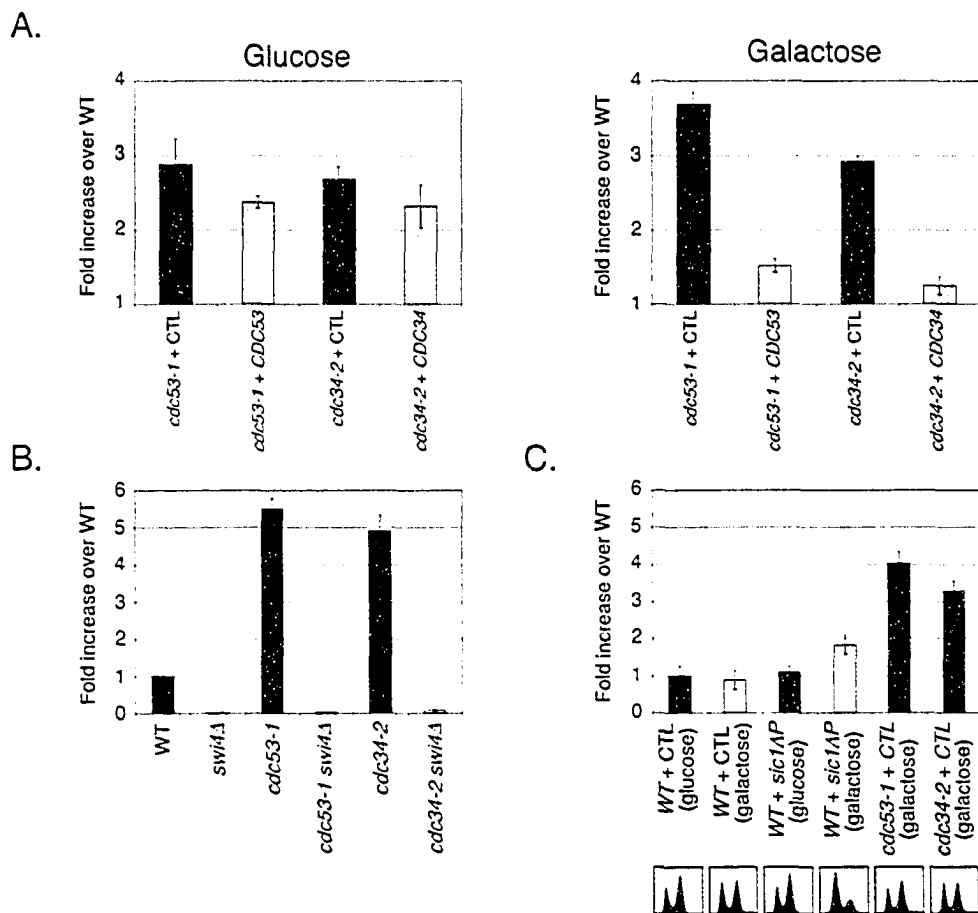 A.
Glucose
Fold increase over WT
4
3
2
1
cdc53-1 + CTL
cdc53-1 + CDC53
cdc34-2 + CTL
cdc34-2 + CDC34
Galactose
Fold increase over WT
4
3
2
1
cdc53-1 + CTL
cdc53-1 + CDC53
cdc34-2 + CTL
cdc34-2 + CDC34
B.
Fold increase over WT
6
5
4
3
2
1
0
WT
swi4Δ
cdc53-1
cdc53-1 swi4Δ
cdc34-2
cdc34-2 swi4Δ
C.
Fold increase over WT
6
5
4
3
2
1
0
WT + CTL
(glucose)
WT + CTL
(galactose)
WT + sic1ΔP
(glucose)
WT + sic1ΔP
(galactose)
cdc53-1 + CTL
(galactose)
cdc34-2 + CTL
(galactose)